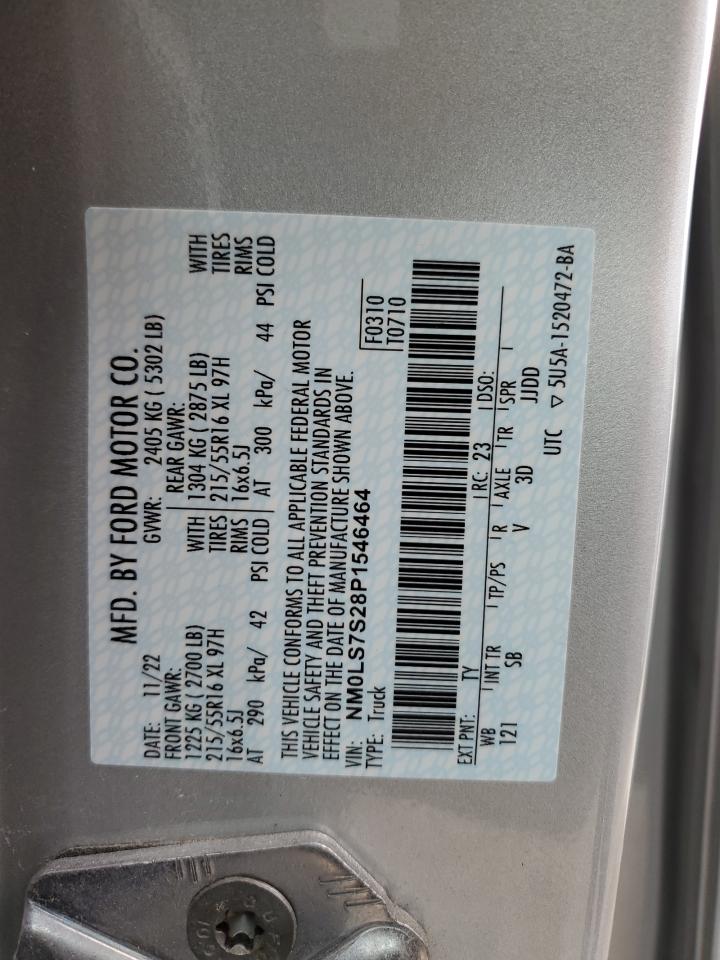 MFD. BY FORD MOTOR CO.
DATE: 11/22 GVWR: 2405 KG ( 5302 LB)
FRONT GAWR: REAR GAWR:
1225 KG ( 2700 LB) WITH 1304 KG ( 2875 LB) WITH
215/55R16 XL 97H TIRES 215/55R16 XL 97H TIRES
16x6.5J RIMS 16x6.5J RIMS
AT 290 kPa/ 42 PSI COLD AT 300 kPa/ 44 PSI COLD
THIS VEHICLE CONFORMS TO ALL APPLICABLE FEDERAL MOTOR
VEHICLE SAFETY AND THEFT PREVENTION STANDARDS IN
EFFECT ON THE DATE OF MANUFACTURE SHOWN ABOVE.
VIN: NM0LS7S28P1546464
TYPE: Truck
F0310
T0710
EXT PNT: TY RC: 23 DSO:
WB INT TR TP/PS R AXLE TR SPR
121 SB V 3D JJDD
UTC ▽ 5U5A-1520472-BA